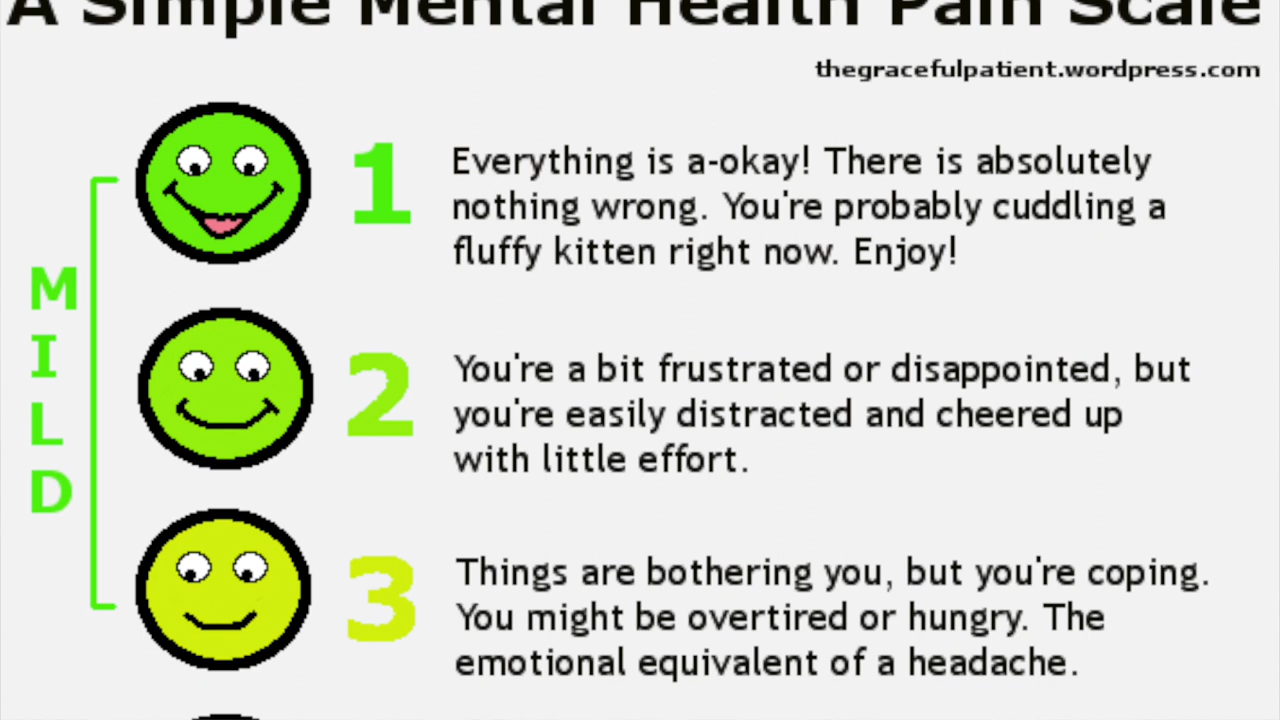 A Simple Mental Health Pain Scale
thegracefulpatient.wordpress.com
MILD
1
Everything is a-okay! There is absolutely
nothing wrong. You're probably cuddling a
fluffy kitten right now. Enjoy!
2
You're a bit frustrated or disappointed, but
you're easily distracted and cheered up
with little effort.
3
Things are bothering you, but you're coping.
You might be overtired or hungry. The
emotional equivalent of a headache.